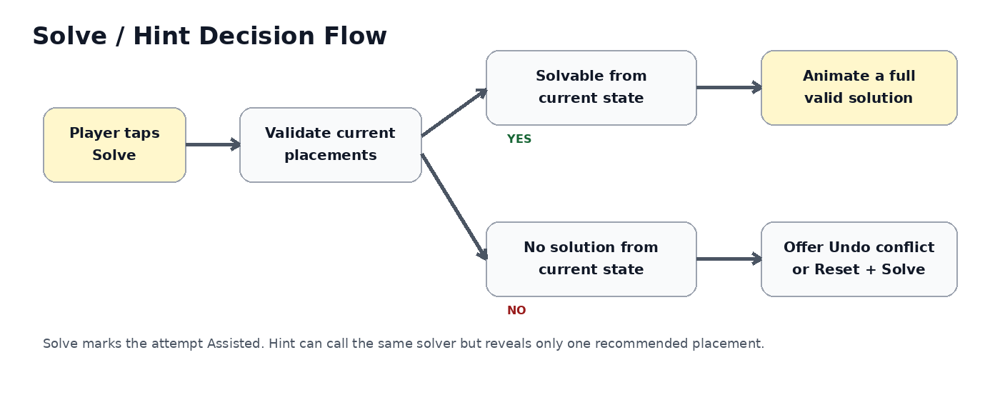 Solve / Hint Decision Flow
Player taps
Solve
Validate current
placements
Solvable from
current state
YES
Animate a full
valid solution
No solution from
current state
NO
Offer Undo conflict
or Reset + Solve
Solve marks the attempt Assisted. Hint can call the same solver but reveals only one recommended placement.